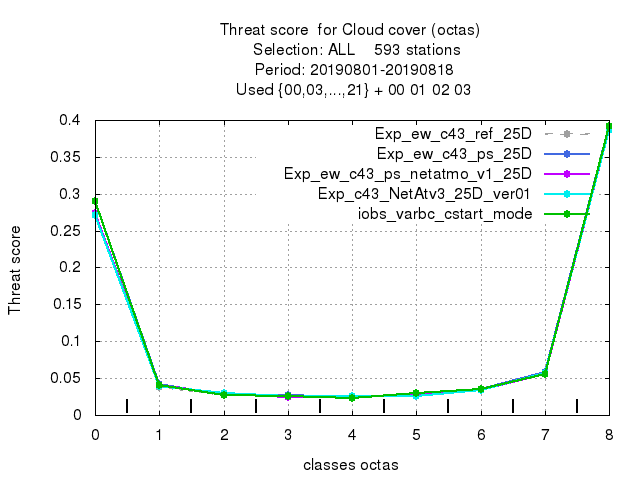 Threat score  for Cloud cover (octas)
Selection: ALL    593 stations
Period: 20190801-20190818
Used {00,03,...,21} + 00 01 02 03
Exp_ew_c43_ref_25D
Exp_ew_c43_ps_25D
Exp_ew_c43_ps_netatmo_v1_25D
Exp_c43_NetAtv3_25D_ver01
iobs_varbc_cstart_mode
Threat score
0.4
0.35
0.3
0.25
0.2
0.15
0.1
0.05
0
0 1 2 3 4 5 6 7 8
classes octas